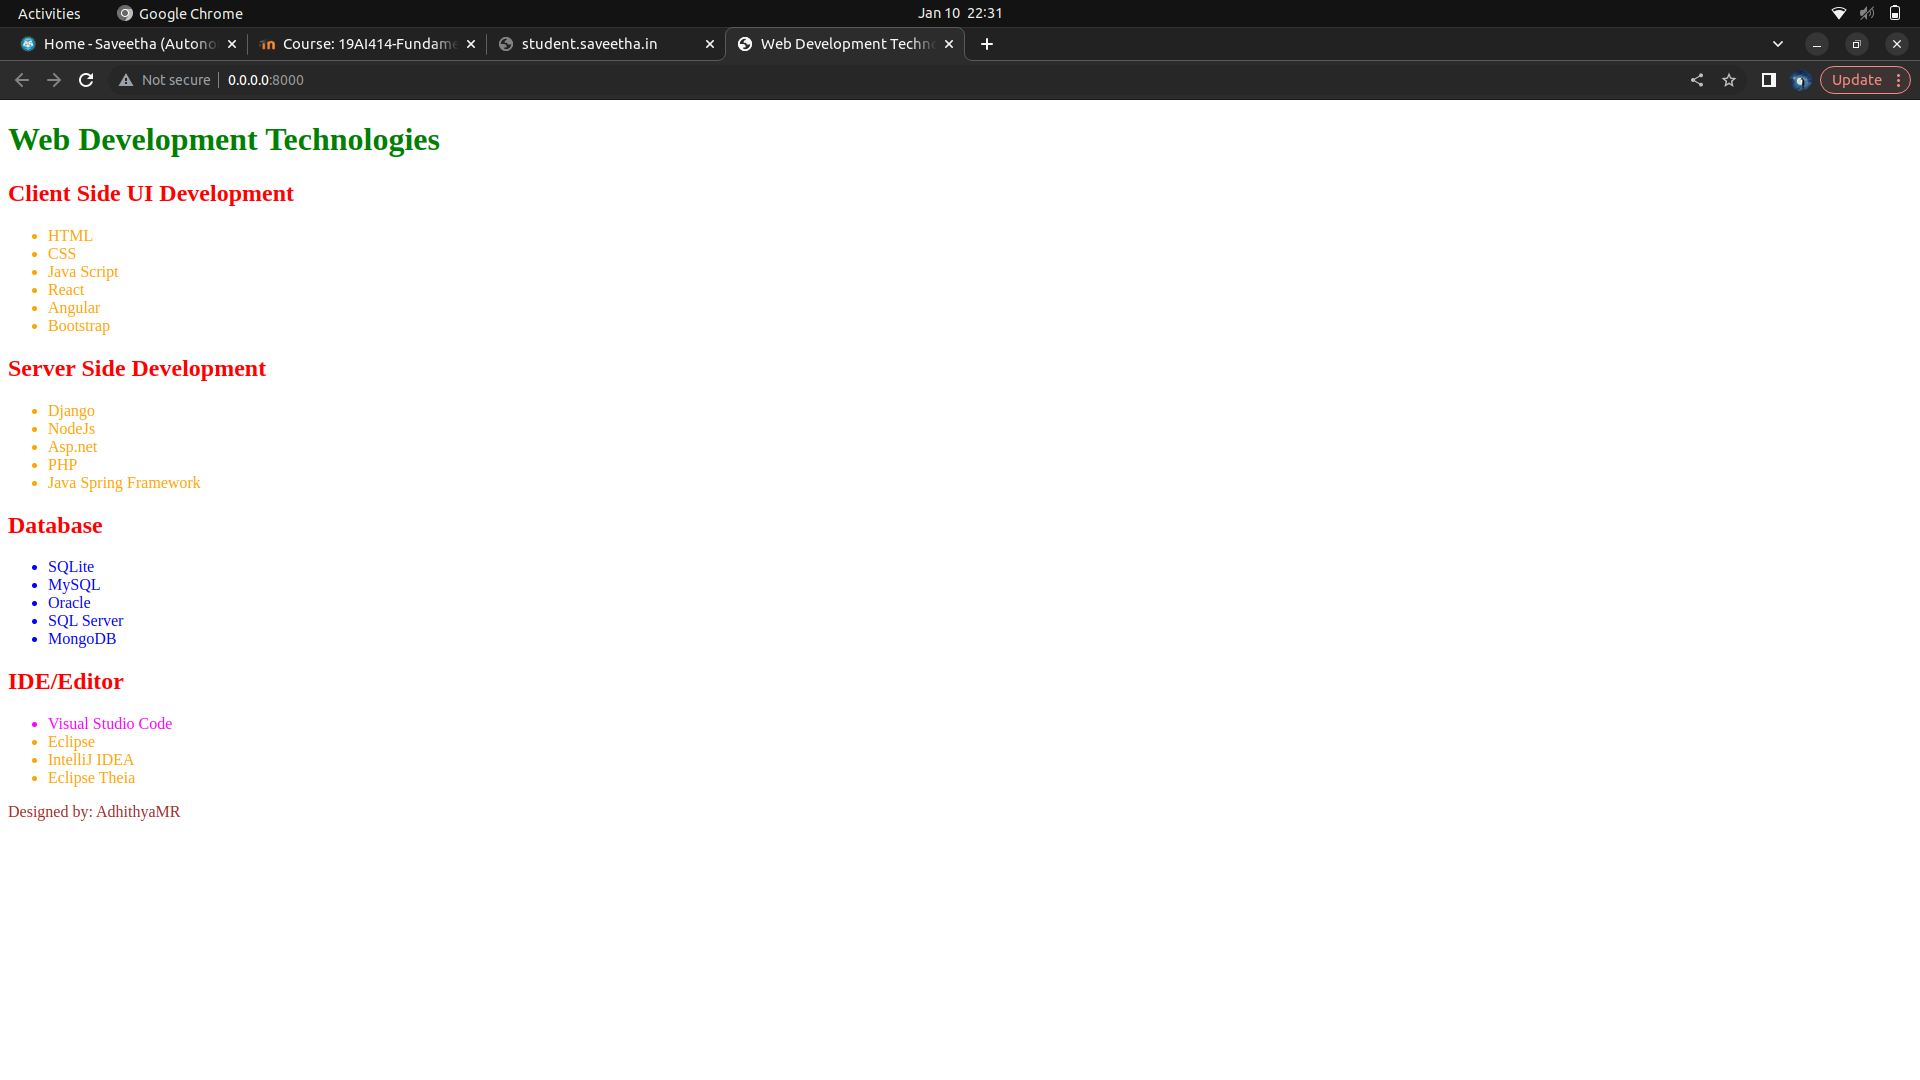 Activities
Google Chrome
Jan 10 22:31
Home - Saveetha (Autono
Course: 19AI414-Fundame
student.saveetha.in
Web Development Techno
Not secure
0.0.0.0:8000
Update
Web Development Technologies
Client Side UI Development
• HTML
• CSS
• Java Script
• React
• Angular
• Bootstrap
Server Side Development
• Django
• NodeJs
• Asp.net
• PHP
• Java Spring Framework
Database
• SQLite
• MySQL
• Oracle
• SQL Server
• MongoDB
IDE/Editor
• Visual Studio Code
• Eclipse
• IntelliJ IDEA
• Eclipse Theia
Designed by: AdhithyaMR